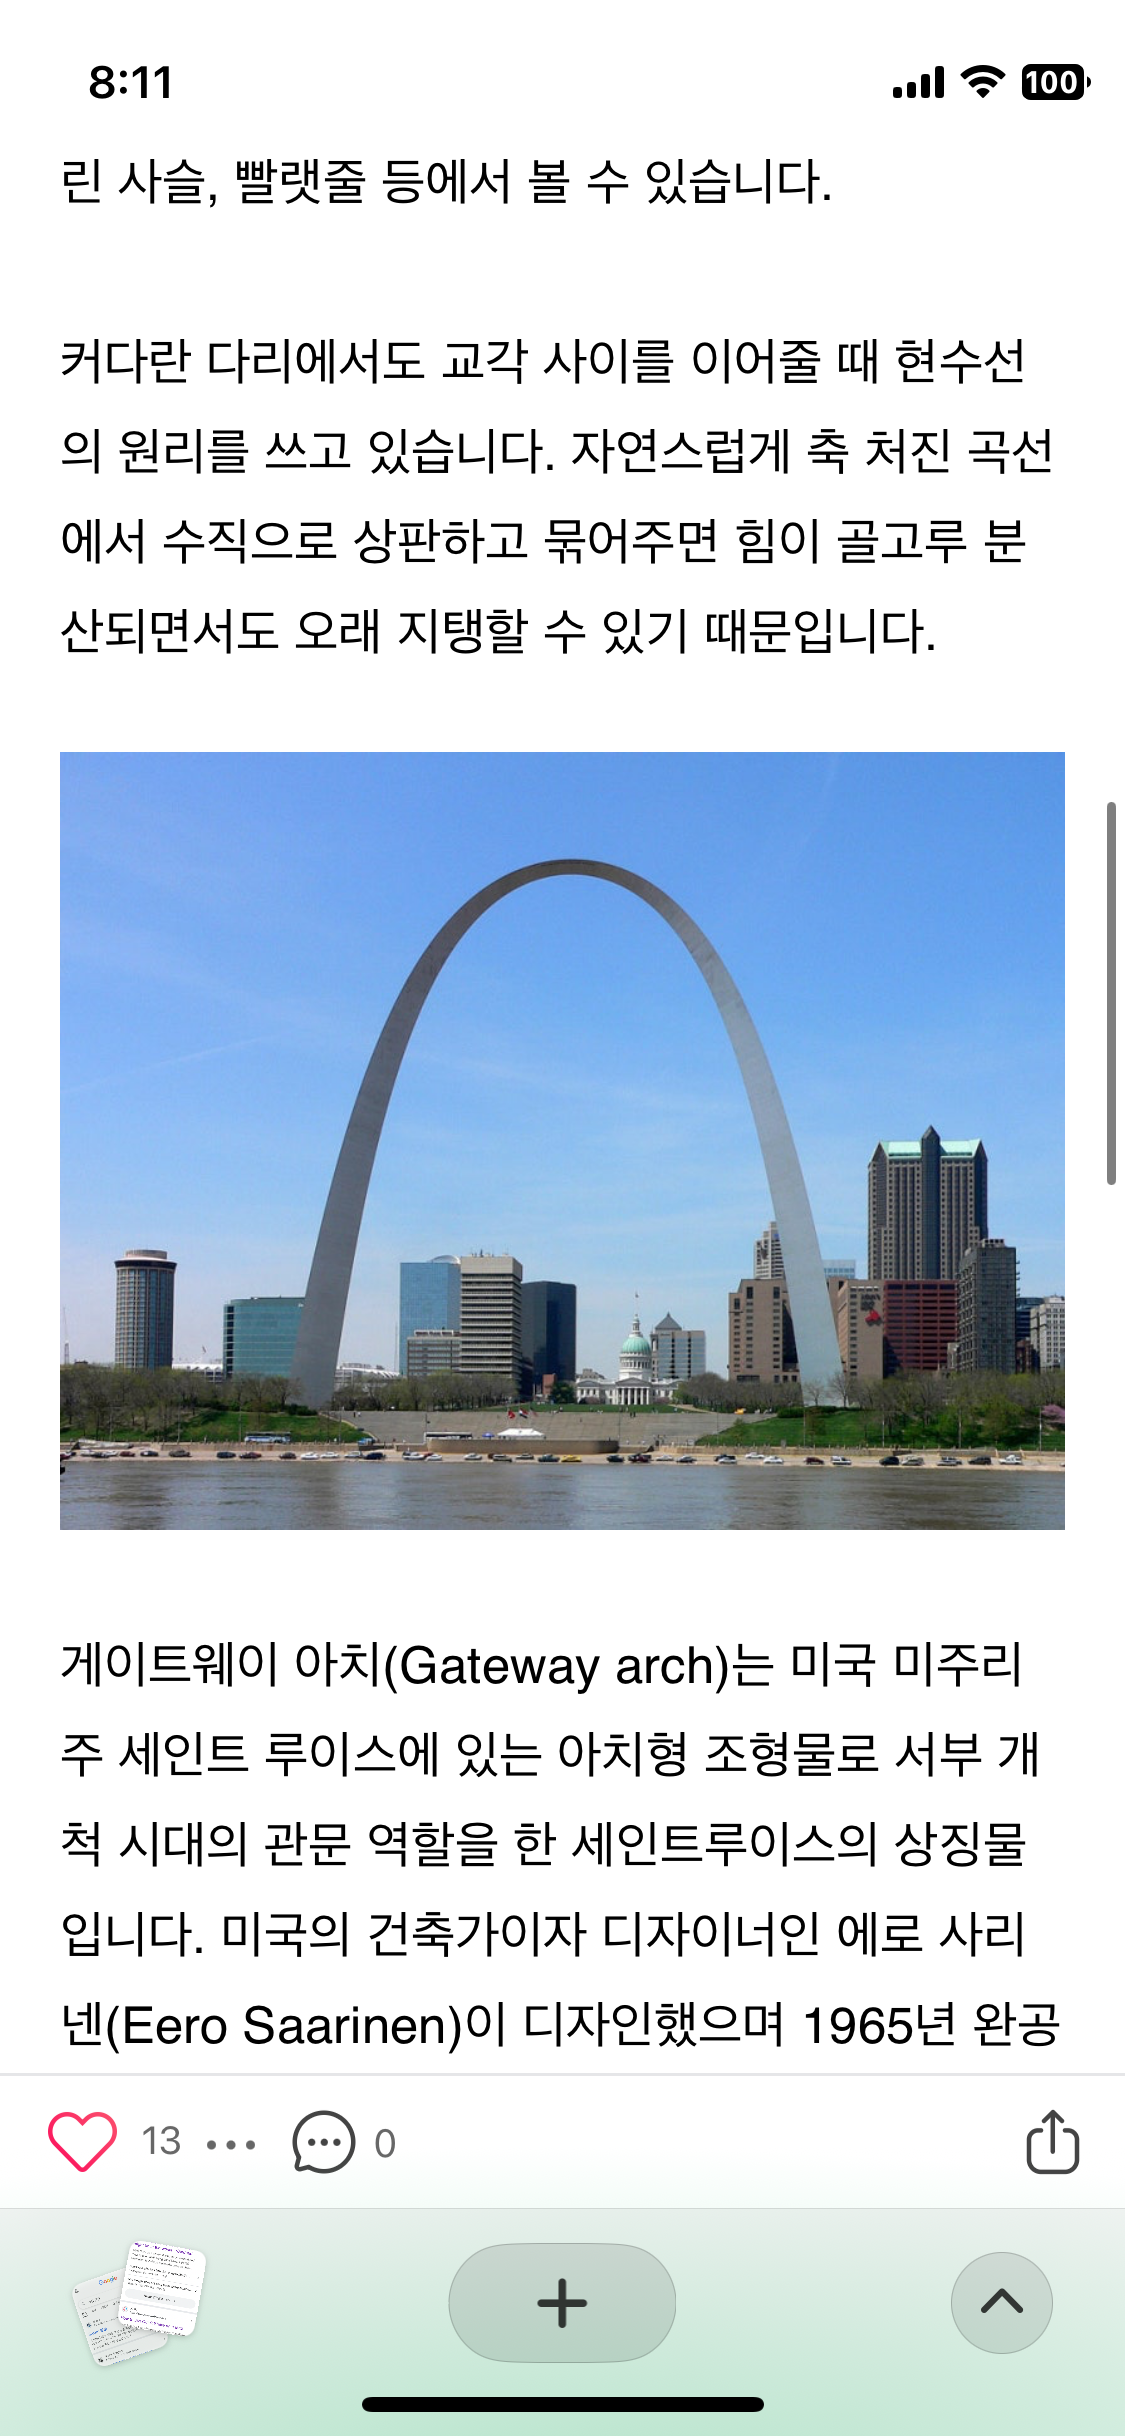 8:11
100
린 사슬, 빨랫줄 등에서 볼 수 있습니다.
커다란 다리에서도 교각 사이를 이어줄 때 현수선
의 원리를 쓰고 있습니다. 자연스럽게 축 처진 곡선
에서 수직으로 상판하고 묶어주면 힘이 골고루 분
산되면서도 오래 지탱할 수 있기 때문입니다.
게이트웨이 아치(Gateway arch)는 미국 미주리
주 세인트 루이스에 있는 아치형 조형물로 서부 개
척 시대의 관문 역할을 한 세인트루이스의 상징물
입니다. 미국의 건축가이자 디자이너인 에로 사리
넨(Eero Saarinen)이 디자인했으며 1965년 완공
13
0
Google